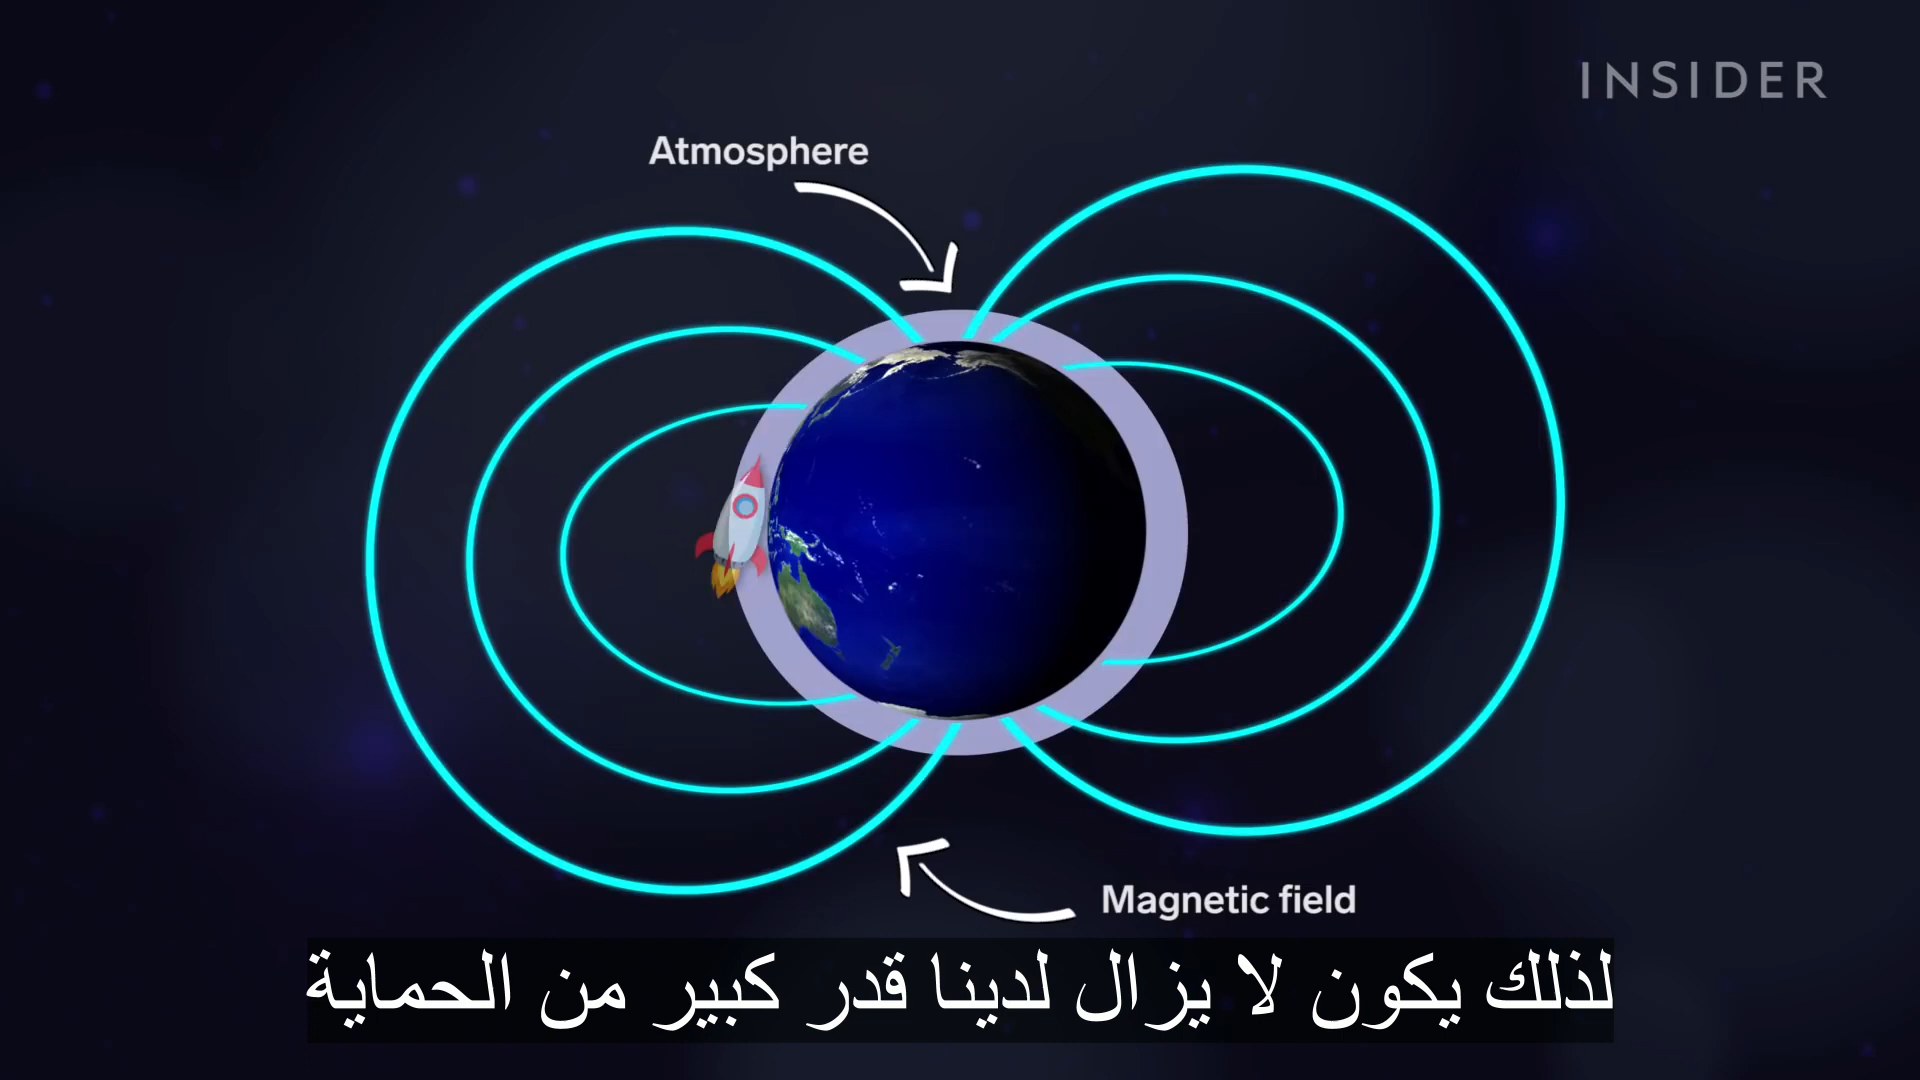 INSIDER
Atmosphere
Magnetic field
لذلك يكون لا يزال لدينا قدر كبير من الحماية